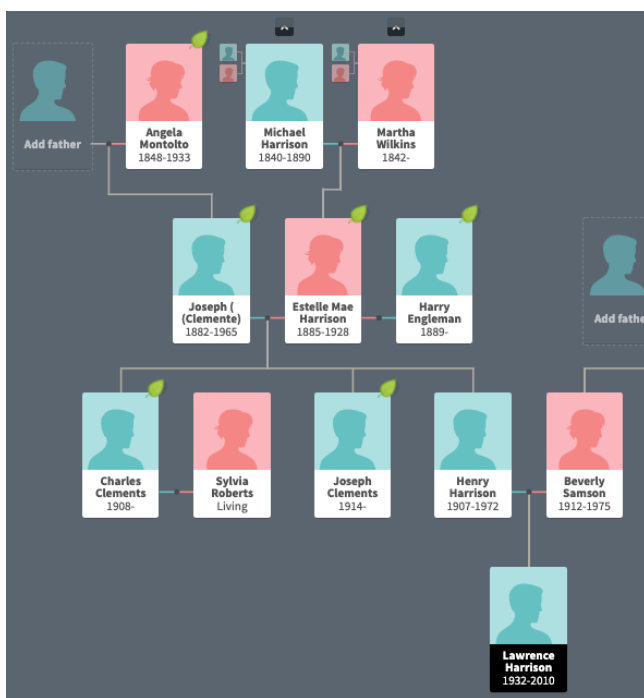 Add father
Angela
Montolto
1848-1933
Michael
Harrison
1840-1890
Martha
Wilkins
1842-
Joseph (
(Clemente)
1882-1965
Estelle Mae
Harrison
1885-1928
Harry
Engleman
1889-
Add fathe
Charles
Clements
1908-
Sylvia
Roberts
Living
Joseph
Clements
1914-
Henry
Harrison
1907-1972
Beverly
Samson
1912-1975
Lawrence
Harrison
1932-2010